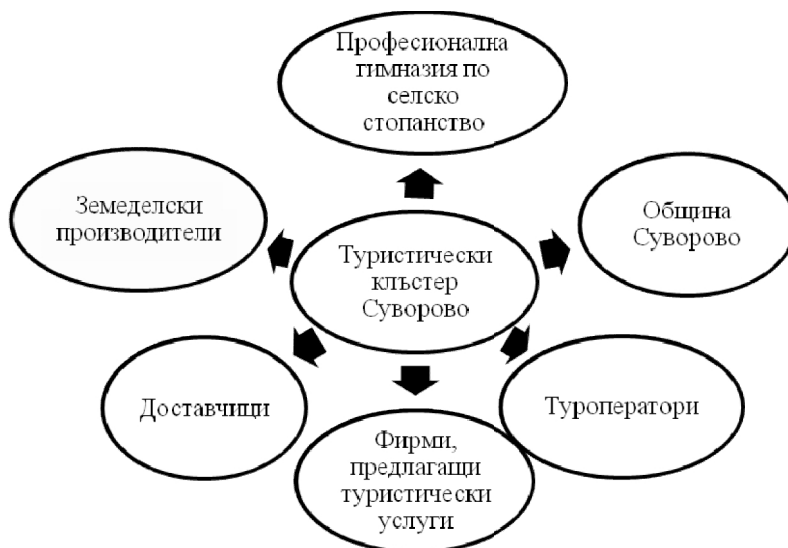 Професионална
гимназия по
селско
стопанство
Земеделски
производители
Община
Суворово
Туристически
клъстер
Суворово
Доставчици
Туроператори
Фирми,
предлагащи
туристически
услуги